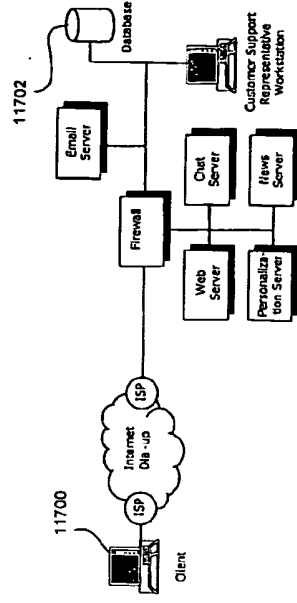 11702
Database
Email
Server
Customer Support
Representative
Workstation
Firewall
Chat
Server
News
Server
Web
Server
Personaliza-
tion Server
ISP
Internet
Dia -up
ISP
11700
Client